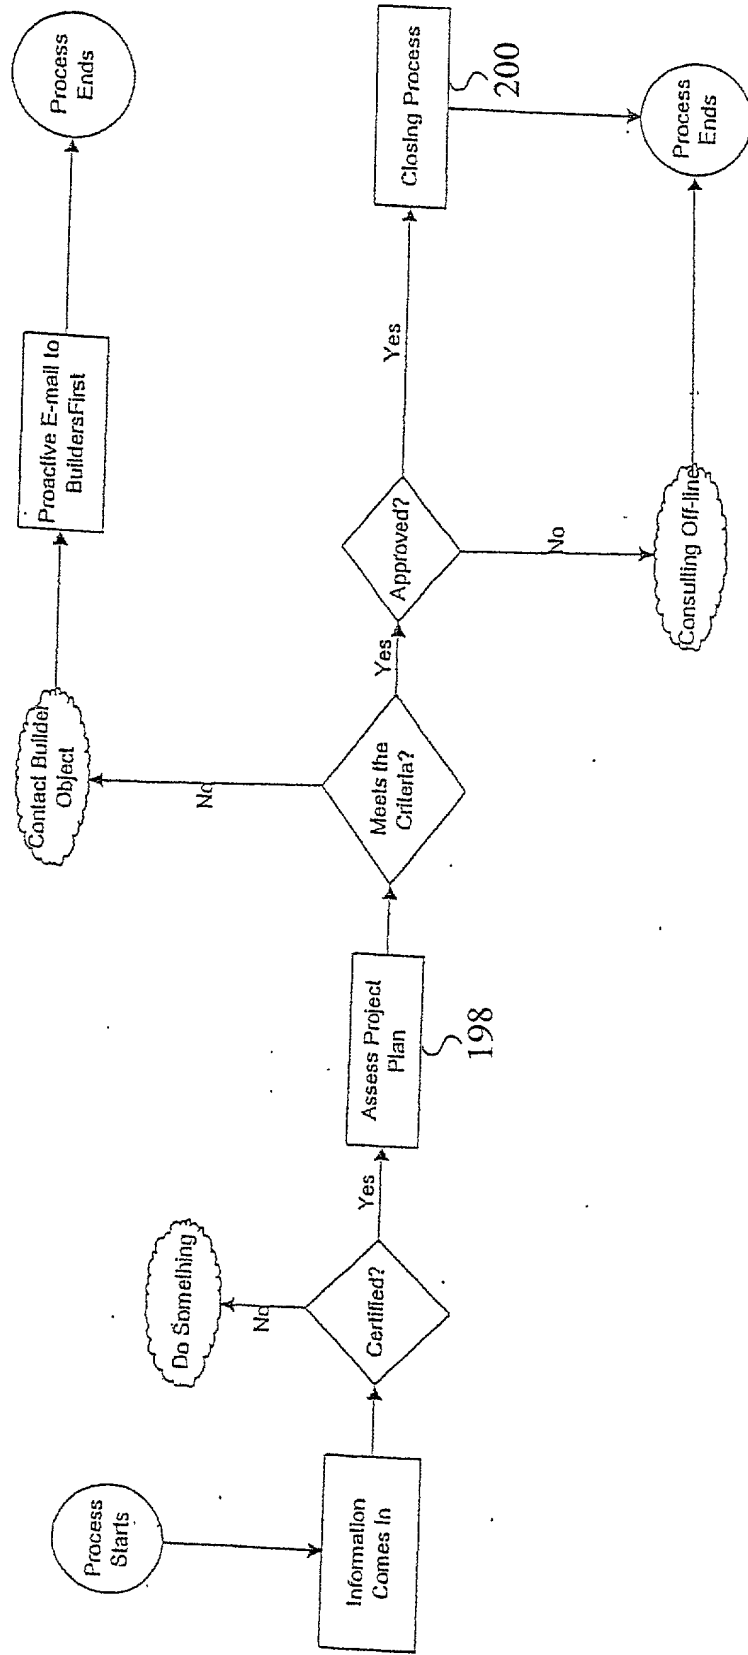 Process
Starts
Information
Comes In
Certified?
No
Do Something
Yes
Assess Project
Plan
198
Meets the
Criteria?
No
Contact Builder
Object
Proactive E-mail to
BuildersFirst
Process
Ends
Yes
Approved?
No
Consulting Off-line
Yes
Closing Process
200
Process
Ends